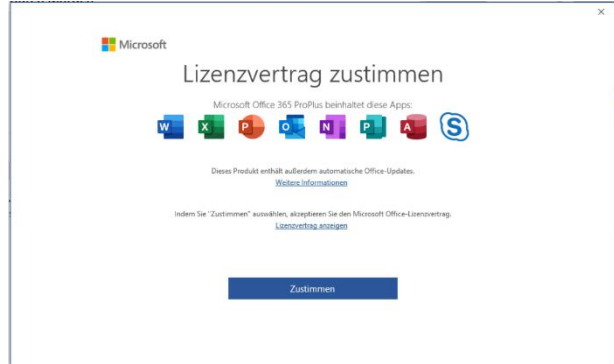 Microsoft
Lizenzvertrag zustimmen
Microsoft Office 365 ProPlus beinhaltet diese Apps:
W X P O N P A S
Dieses Produkt enthält außerdem automatische Office-Updates.
Weitere Informationen
Indem Sie "Zustimmen" auswählen, akzeptieren Sie den Microsoft Office-Lizenzvertrag.
Lizenzvertrag anzeigen
Zustimmen